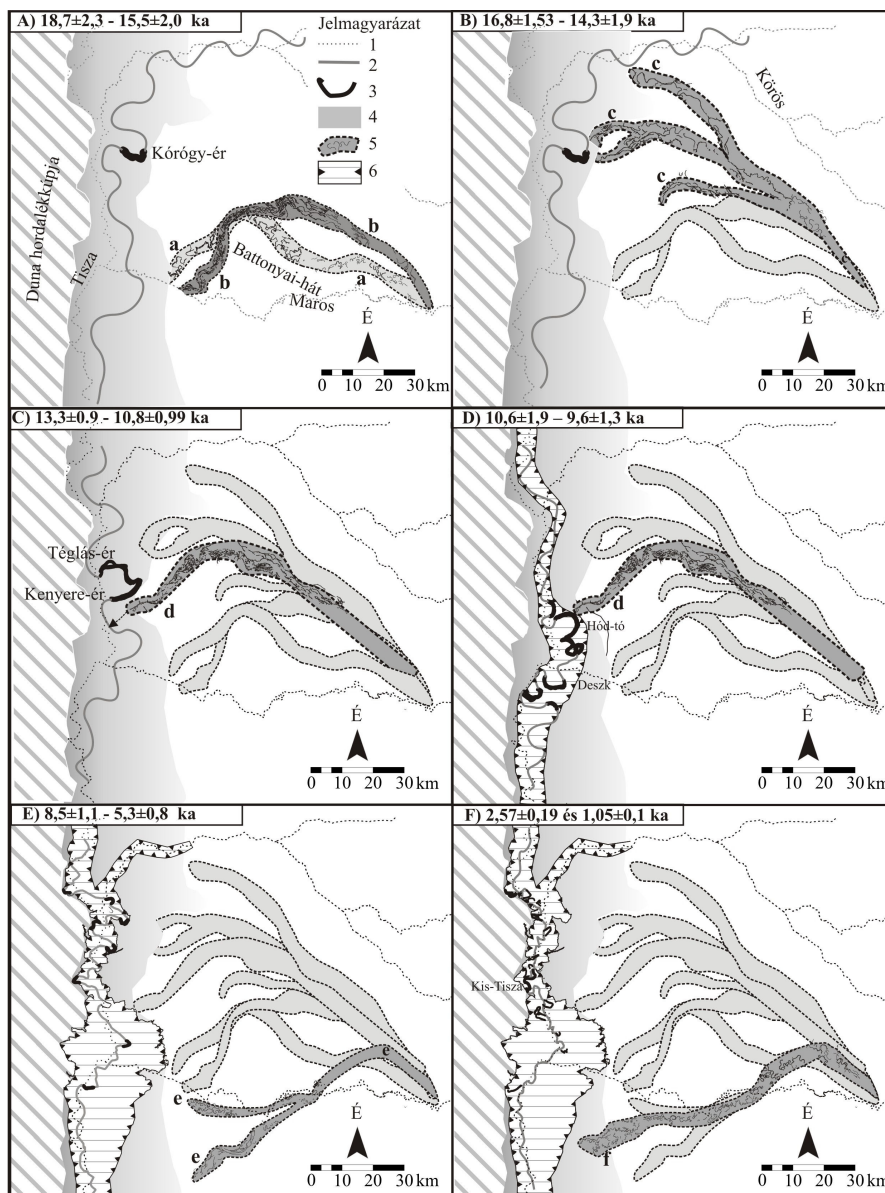 A) 18,7±2,3 - 15,5±2,0 ka
Jelmagyarázat
1
2
3
4
5
6
Kórógy-ér
Duna hordalékkúpja
Tisza
a
b
b
a
Battonyai-hát
Maros
É
0 10 20 30 km
B) 16,8±1,53 - 14,3±1,9 ka
c
Körös
c
c
c
É
0 10 20 30 km
C) 13,3±0.9 - 10,8±0,99 ka
Téglás-ér
Kenyere-ér
d
É
0 10 20 30 km
D) 10,6±1,9 – 9,6±1,3 ka
d
Hód-tó
Deszk
É
0 10 20 30 km
E) 8,5±1,1 - 5,3±0,8 ka
e
e
e
É
0 10 20 30 km
F) 2,57±0,19 és 1,05±0,1 ka
Kis-Tisza
f
É
0 10 20 30 km